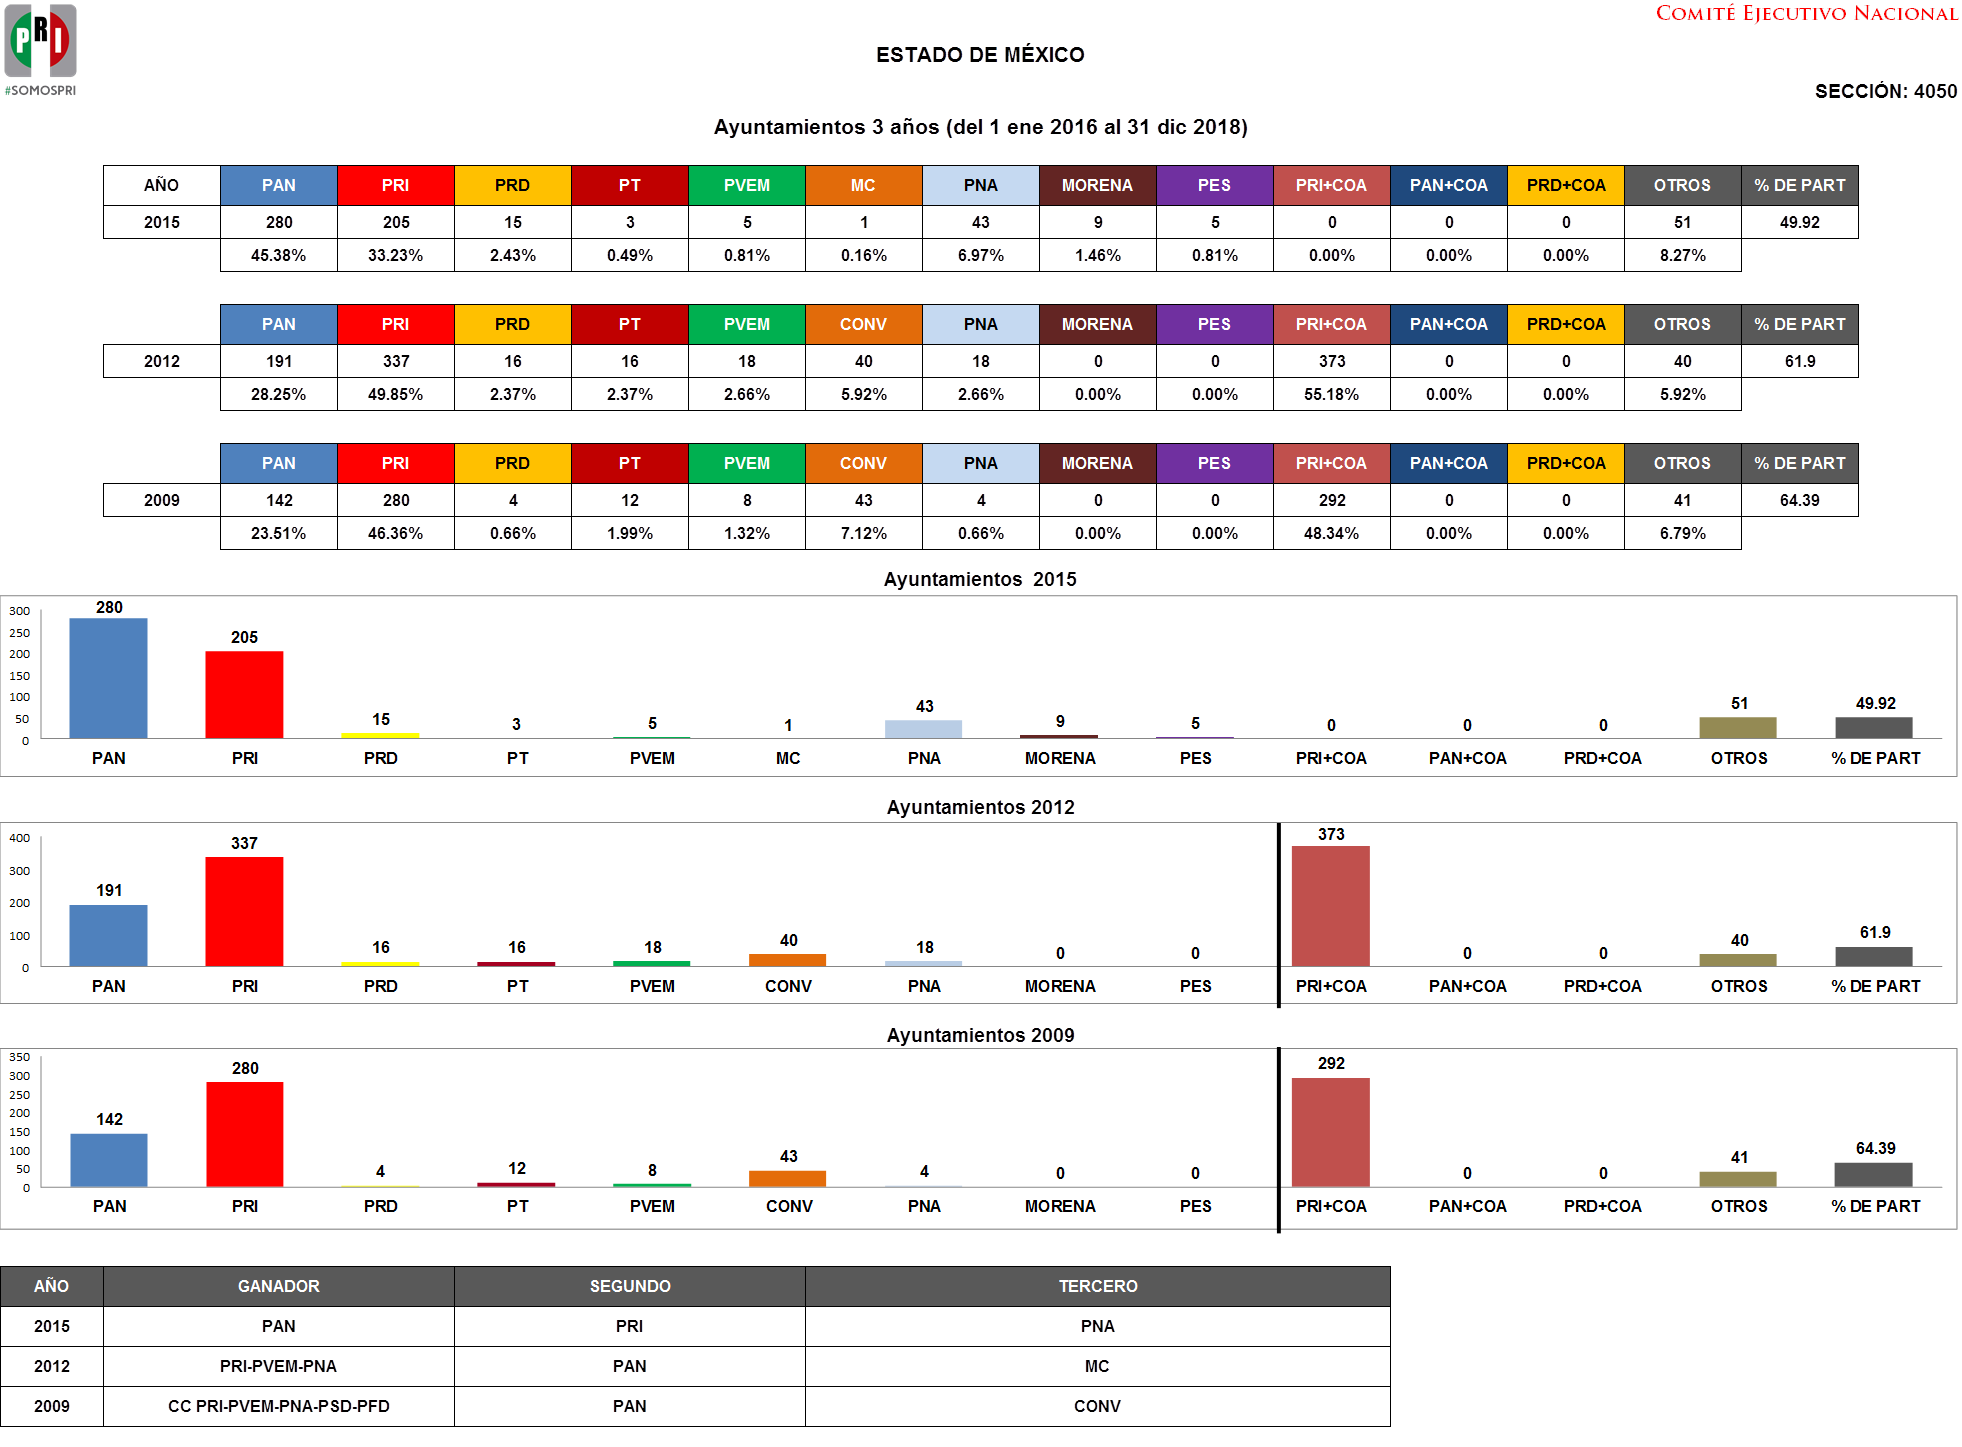 PRI
#SOMOSPRI
COMITÉ EJECUTIVO NACIONAL
ESTADO DE MÉXICO
SECCIÓN: 4050
Ayuntamientos 3 años (del 1 ene 2016 al 31 dic 2018)
AÑO PAN PRI PRD PT PVEM MC PNA MORENA PES PRI+COA PAN+COA PRD+COA OTROS % DE PART
2015 280 205 15 3 5 1 43 9 5 0 0 0 51 49.92
45.38% 33.23% 2.43% 0.49% 0.81% 0.16% 6.97% 1.46% 0.81% 0.00% 0.00% 0.00% 8.27%
PAN PRI PRD PT PVEM CONV PNA MORENA PES PRI+COA PAN+COA PRD+COA OTROS % DE PART
2012 191 337 16 16 18 40 18 0 0 373 0 0 40 61.9
28.25% 49.85% 2.37% 2.37% 2.66% 5.92% 2.66% 0.00% 0.00% 55.18% 0.00% 0.00% 5.92%
PAN PRI PRD PT PVEM CONV PNA MORENA PES PRI+COA PAN+COA PRD+COA OTROS % DE PART
2009 142 280 4 12 8 43 4 0 0 292 0 0 41 64.39
23.51% 46.36% 0.66% 1.99% 1.32% 7.12% 0.66% 0.00% 0.00% 48.34% 0.00% 0.00% 6.79%
Ayuntamientos 2015
300
250
200
150
100
50
0
280 205 15 3 5 1 43 9 5 0 0 0 51 49.92
PAN PRI PRD PT PVEM MC PNA MORENA PES PRI+COA PAN+COA PRD+COA OTROS % DE PART
Ayuntamientos 2012
400
300
200
100
0
191 337 16 16 18 40 18 0 0 373 0 0 40 61.9
PAN PRI PRD PT PVEM CONV PNA MORENA PES PRI+COA PAN+COA PRD+COA OTROS % DE PART
Ayuntamientos 2009
350
300
250
200
150
100
50
0
142 280 4 12 8 43 4 0 0 292 0 0 41 64.39
PAN PRI PRD PT PVEM CONV PNA MORENA PES PRI+COA PAN+COA PRD+COA OTROS % DE PART
AÑO GANADOR SEGUNDO TERCERO
2015 PAN PRI PNA
2012 PRI-PVEM-PNA PAN MC
2009 CC PRI-PVEM-PNA-PSD-PFD PAN CONV